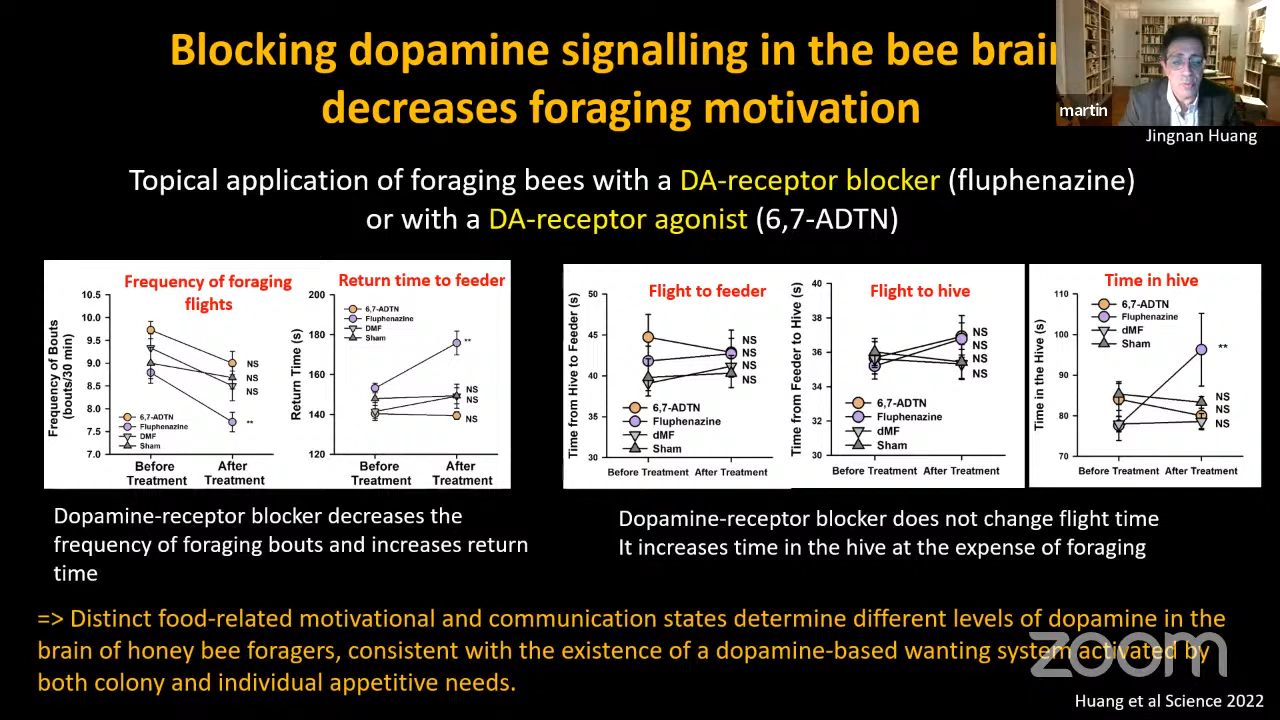 Blocking dopamine signalling in the bee brain
decreases foraging motivation
martin
Jingnan Huang
Topical application of foraging bees with a DA-receptor blocker (fluphenazine)
or with a DA-receptor agonist (6,7-ADTN)
Frequency of foraging
flights
Frequency of Bouts
(bouts/30 min)
10.5
10.0
9.5
9.0
8.5
8.0
7.5
7.0
NS
NS
NS
**
6,7-ADTN
Fluphenazine
DMF
Sham
Before
Treatment
After
Treatment
Return time to feeder
Return Time (s)
200
180
160
140
120
6,7-ADTN
Fluphenazine
DMF
Sham
**
NS
NS
NS
Before
Treatment
After
Treatment
Flight to feeder
Time from Hive to Feeder (s)
50
45
40
35
30
NS
NS
NS
NS
6,7-ADTN
Fluphenazine
dMF
Sham
Before Treatment
After Treatment
Flight to hive
Time from Feeder to Hive (s)
40
38
36
34
32
30
NS
NS
NS
NS
6,7-ADTN
Fluphenazine
dMF
Sham
Before Treatment
After Treatment
Time in hive
Time in the Hive (s)
110
100
90
80
70
6,7-ADTN
Fluphenazine
dMF
Sham
**
NS
NS
NS
Before Treatment
After Treatment
Dopamine-receptor blocker decreases the
frequency of foraging bouts and increases return
time
Dopamine-receptor blocker does not change flight time
It increases time in the hive at the expense of foraging
=> Distinct food-related motivational and communication states determine different levels of dopamine in the
brain of honey bee foragers, consistent with the existence of a dopamine-based wanting system activated by
both colony and individual appetitive needs.
zoom
Huang et al Science 2022